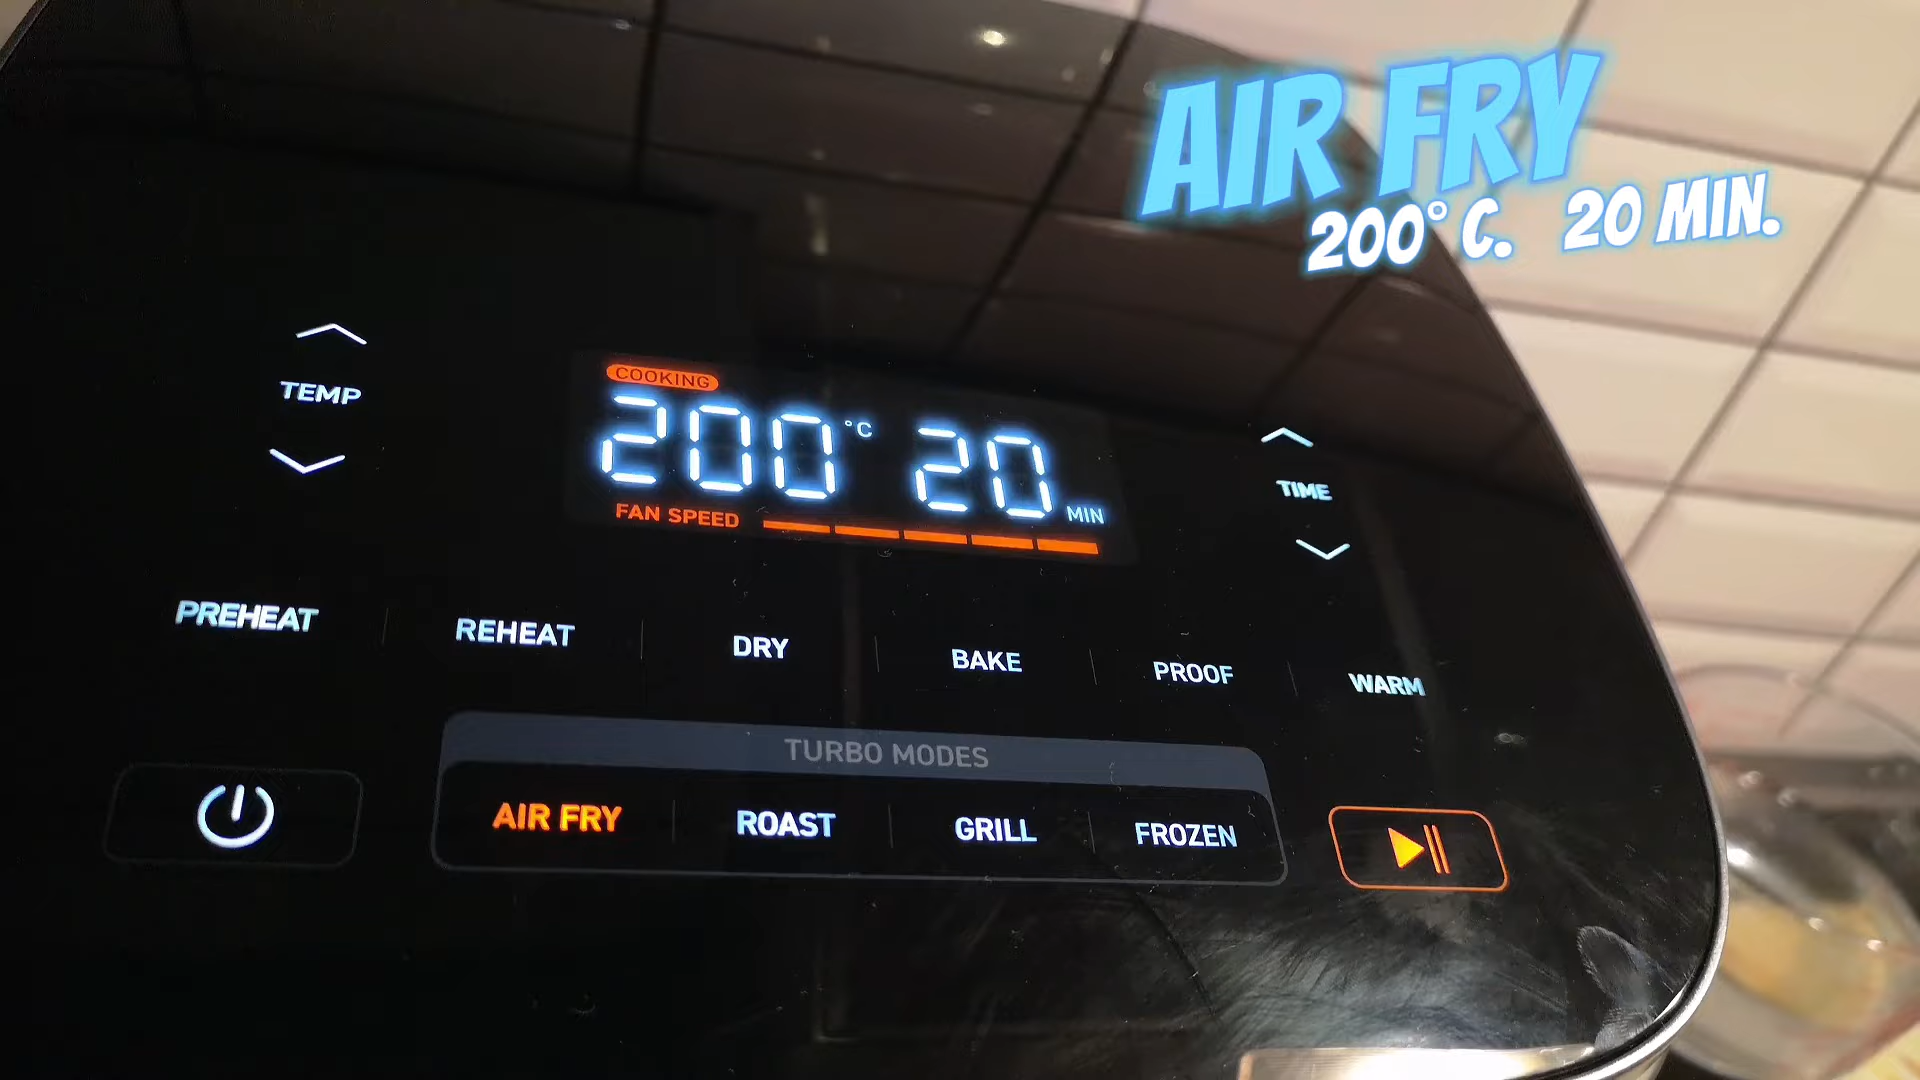 AIR FRY
200° C. 20 MIN.
TEMP
COOKING
200 °C 20 MIN
FAN SPEED
TIME
PREHEAT
REHEAT
DRY
BAKE
PROOF
WARM
TURBO MODES
AIR FRY
ROAST
GRILL
FROZEN